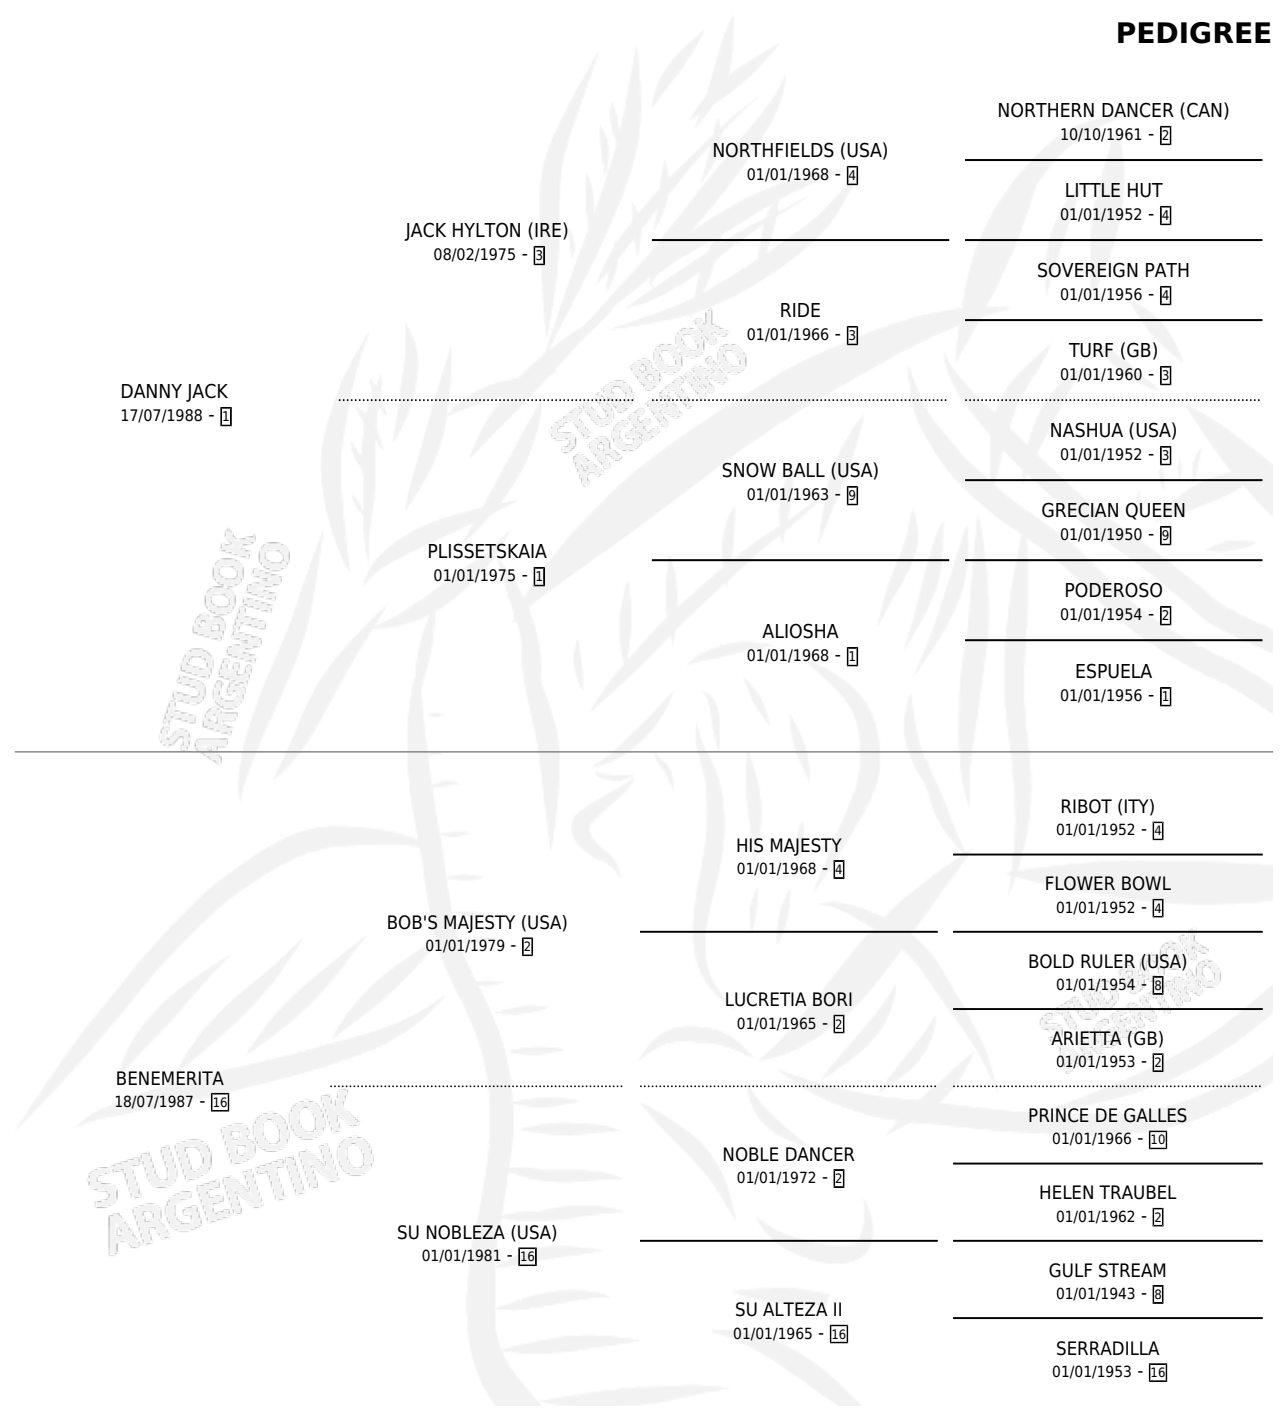 PEDIGREE
NORTHERN DANCER (CAN)
10/10/1961 - 2
NORTHFIELDS (USA)
01/01/1968 - 4
LITTLE HUT
01/01/1952 - 4
JACK HYLTON (IRE)
08/02/1975 - 3
SOVEREIGN PATH
01/01/1956 - 4
RIDE
01/01/1966 - 3
TURF (GB)
01/01/1960 - 3
DANNY JACK
17/07/1988 - 1
NASHUA (USA)
01/01/1952 - 3
SNOW BALL (USA)
01/01/1963 - 9
GRECIAN QUEEN
01/01/1950 - 9
PLISSETSKAIA
01/01/1975 - 1
PODEROSO
01/01/1954 - 2
ALIOSHA
01/01/1968 - 1
ESPUELA
01/01/1956 - 1
RIBOT (ITY)
01/01/1952 - 4
HIS MAJESTY
01/01/1968 - 4
FLOWER BOWL
01/01/1952 - 4
BOB'S MAJESTY (USA)
01/01/1979 - 2
BOLD RULER (USA)
01/01/1954 - 8
LUCRETIA BORI
01/01/1965 - 2
ARIETTA (GB)
01/01/1953 - 2
BENEMERITA
18/07/1987 - 16
PRINCE DE GALLES
01/01/1966 - 10
NOBLE DANCER
01/01/1972 - 2
HELEN TRAUBEL
01/01/1962 - 2
SU NOBLEZA (USA)
01/01/1981 - 16
GULF STREAM
01/01/1943 - 8
SU ALTEZA II
01/01/1965 - 16
SERRADILLA
01/01/1953 - 16
STUD BOOK
ARGENTINO
STUD BOOK
ARGENTINO
STUD BOOK
ARGENTINO
STUD BOOK
ARGENTINO